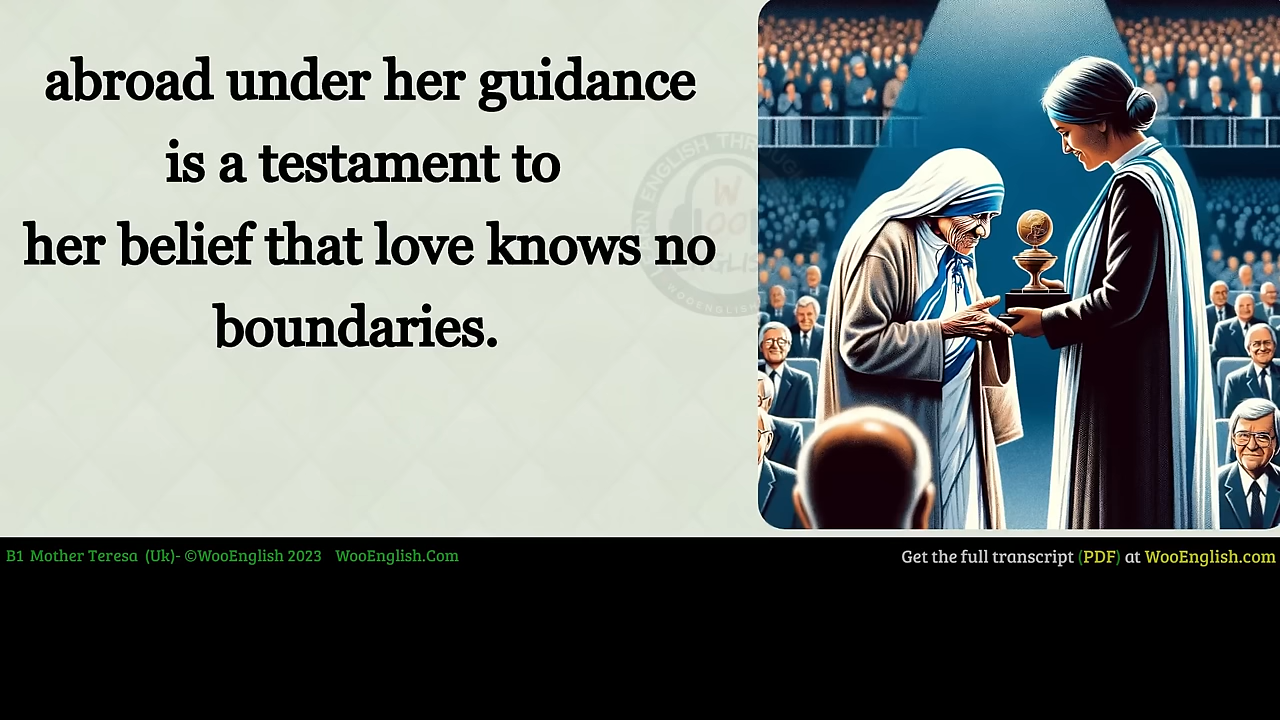 abroad under her guidance
is a testament to
her belief that love knows no
boundaries.
B1 Mother Teresa (Uk)- ©WooEnglish 2023 WooEnglish.Com
Get the full transcript (PDF) at WooEnglish.com